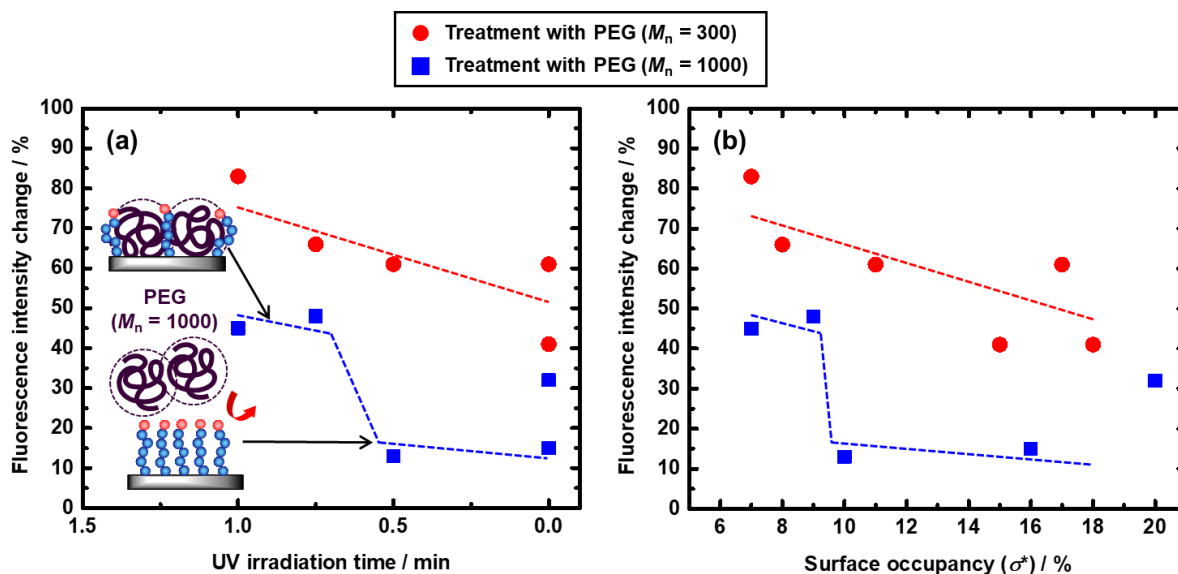 Treatment with PEG (Mn = 300)
Treatment with PEG (Mn = 1000)
(a)
Fluorescence intensity change / %
100
90
80
70
60
50
40
30
20
10
0
PEG
(Mn = 1000)
1.5 1.0 0.5 0.0
UV irradiation time / min
(b)
Fluorescence intensity change / %
100
90
80
70
60
50
40
30
20
10
0
6 8 10 12 14 16 18 20
Surface occupancy (σ*) / %